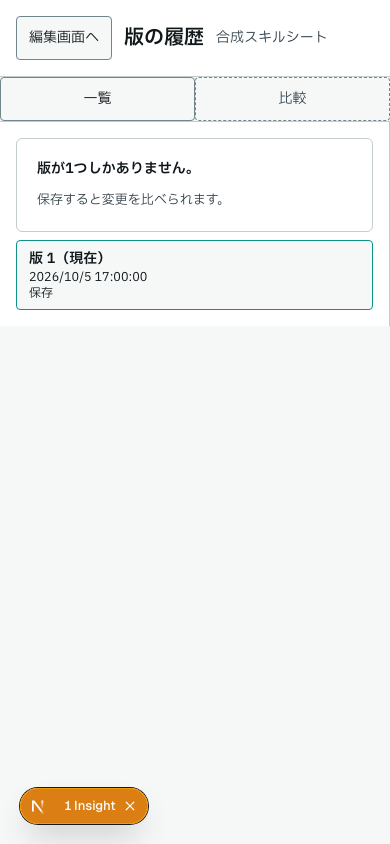 編集画面へ
版の履歴
合成スキルシート
一覧
比較
版が1つしかありません。
保存すると変更を比べられます。
版 1（現在）
2026/10/5 17:00:00
保存
N 1 Insight ×